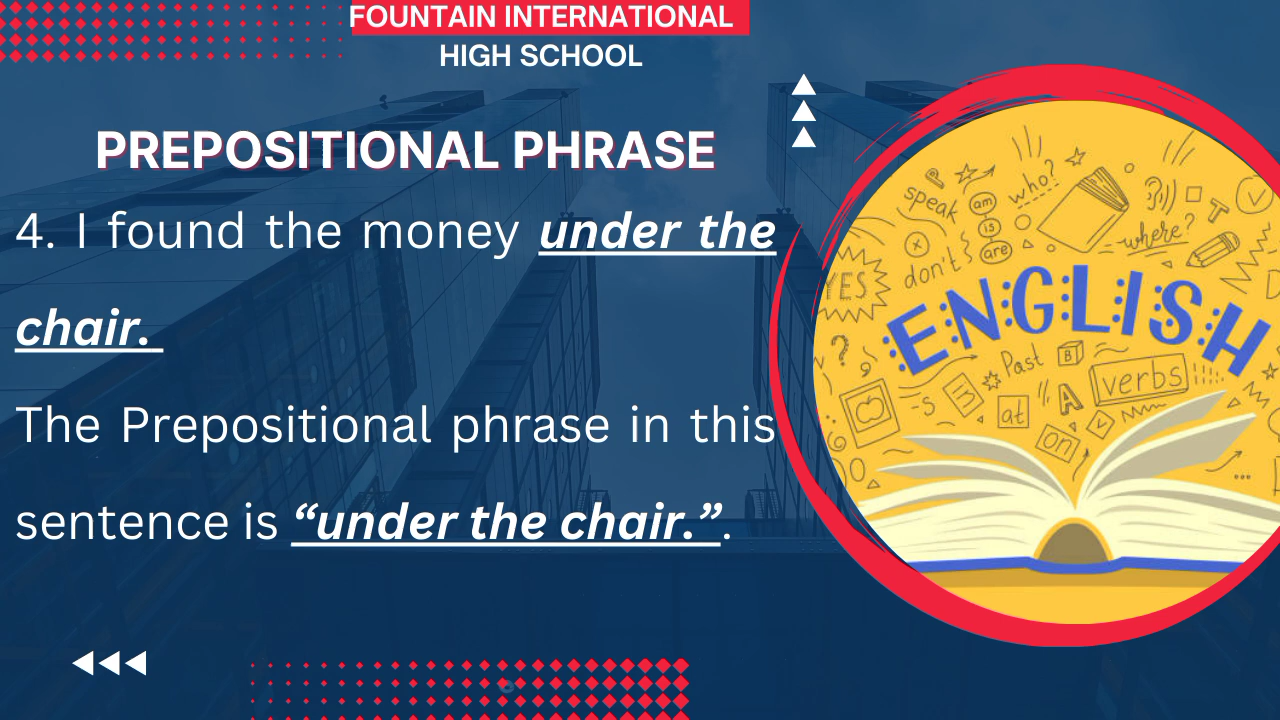 FOUNTAIN INTERNATIONAL
HIGH SCHOOL
PREPOSITIONAL PHRASE
4. I found the money under the
chair.
The Prepositional phrase in this
sentence is “under the chair.”.
speak
am
is
are
who?
where?
don't
YES
ENGLISH
?
Past
B
verbs
-s
at
A
on
T